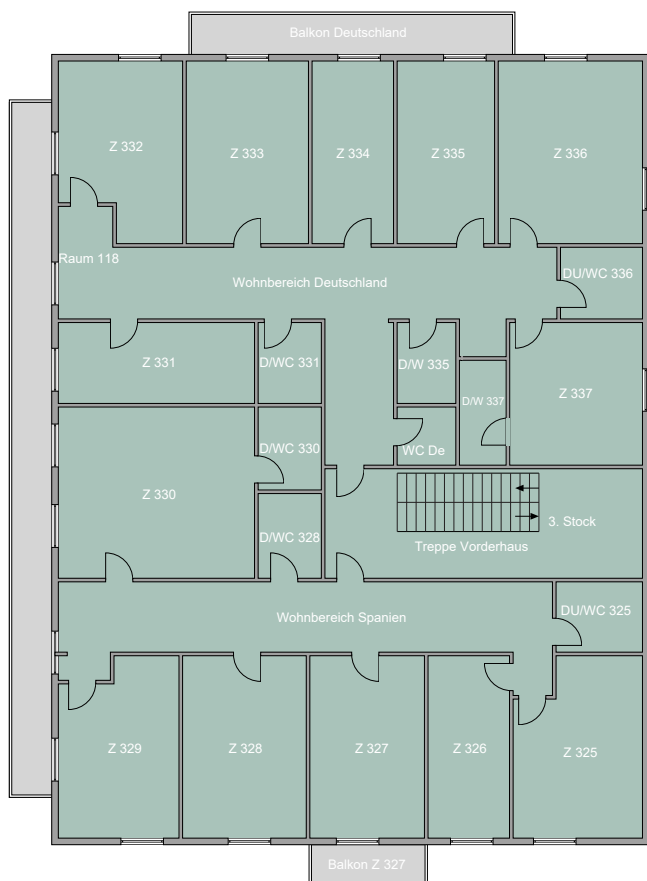 Balkon Deutschland
Z 332
Z 333
Z 334
Z 335
Z 336
Raum 118
Wohnbereich Deutschland
DU/WC 336
Z 331
D/WC 331
D/W 335
Z 337
D/W 337
D/WC 330
WC De
Z 330
3. Stock
D/WC 328
Treppe Vorderhaus
Wohnbereich Spanien
DU/WC 325
Z 329
Z 328
Z 327
Z 326
Z 325
Balkon Z 327